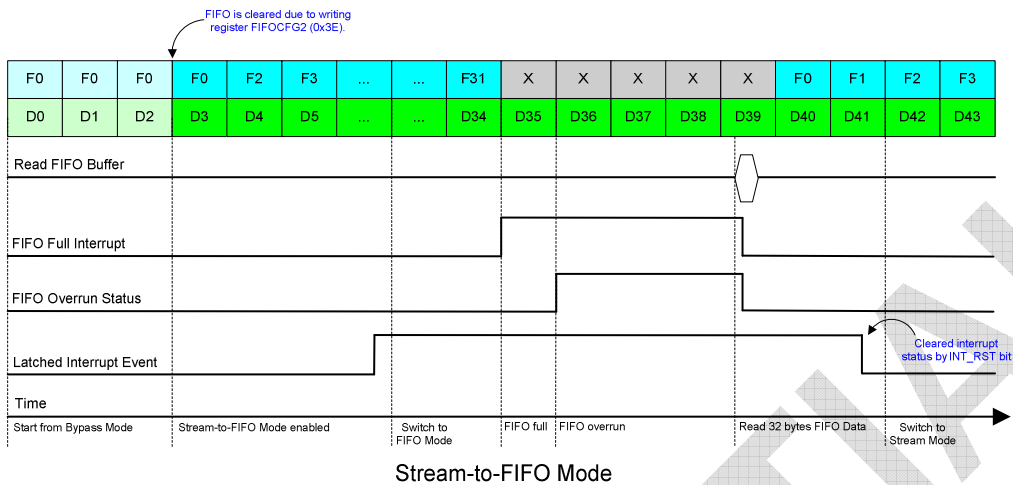 FIFO is cleared due to writing
register FIFOCFG2 (0x3E).
F0 F0 F0 F0 F2 F3 ... ... F31 X X X X X F0 F1 F2 F3
D0 D1 D2 D3 D4 D5 ... ... D34 D35 D36 D37 D38 D39 D40 D41 D42 D43
Read FIFO Buffer
FIFO Full Interrupt
FIFO Overrun Status
Latched Interrupt Event
Cleared interrupt
status by INT_RST bit
Time
Start from Bypass Mode
Stream-to-FIFO Mode enabled
Switch to
FIFO Mode
FIFO full
FIFO overrun
Read 32 bytes FIFO Data
Switch to
Stream Mode
Stream-to-FIFO Mode